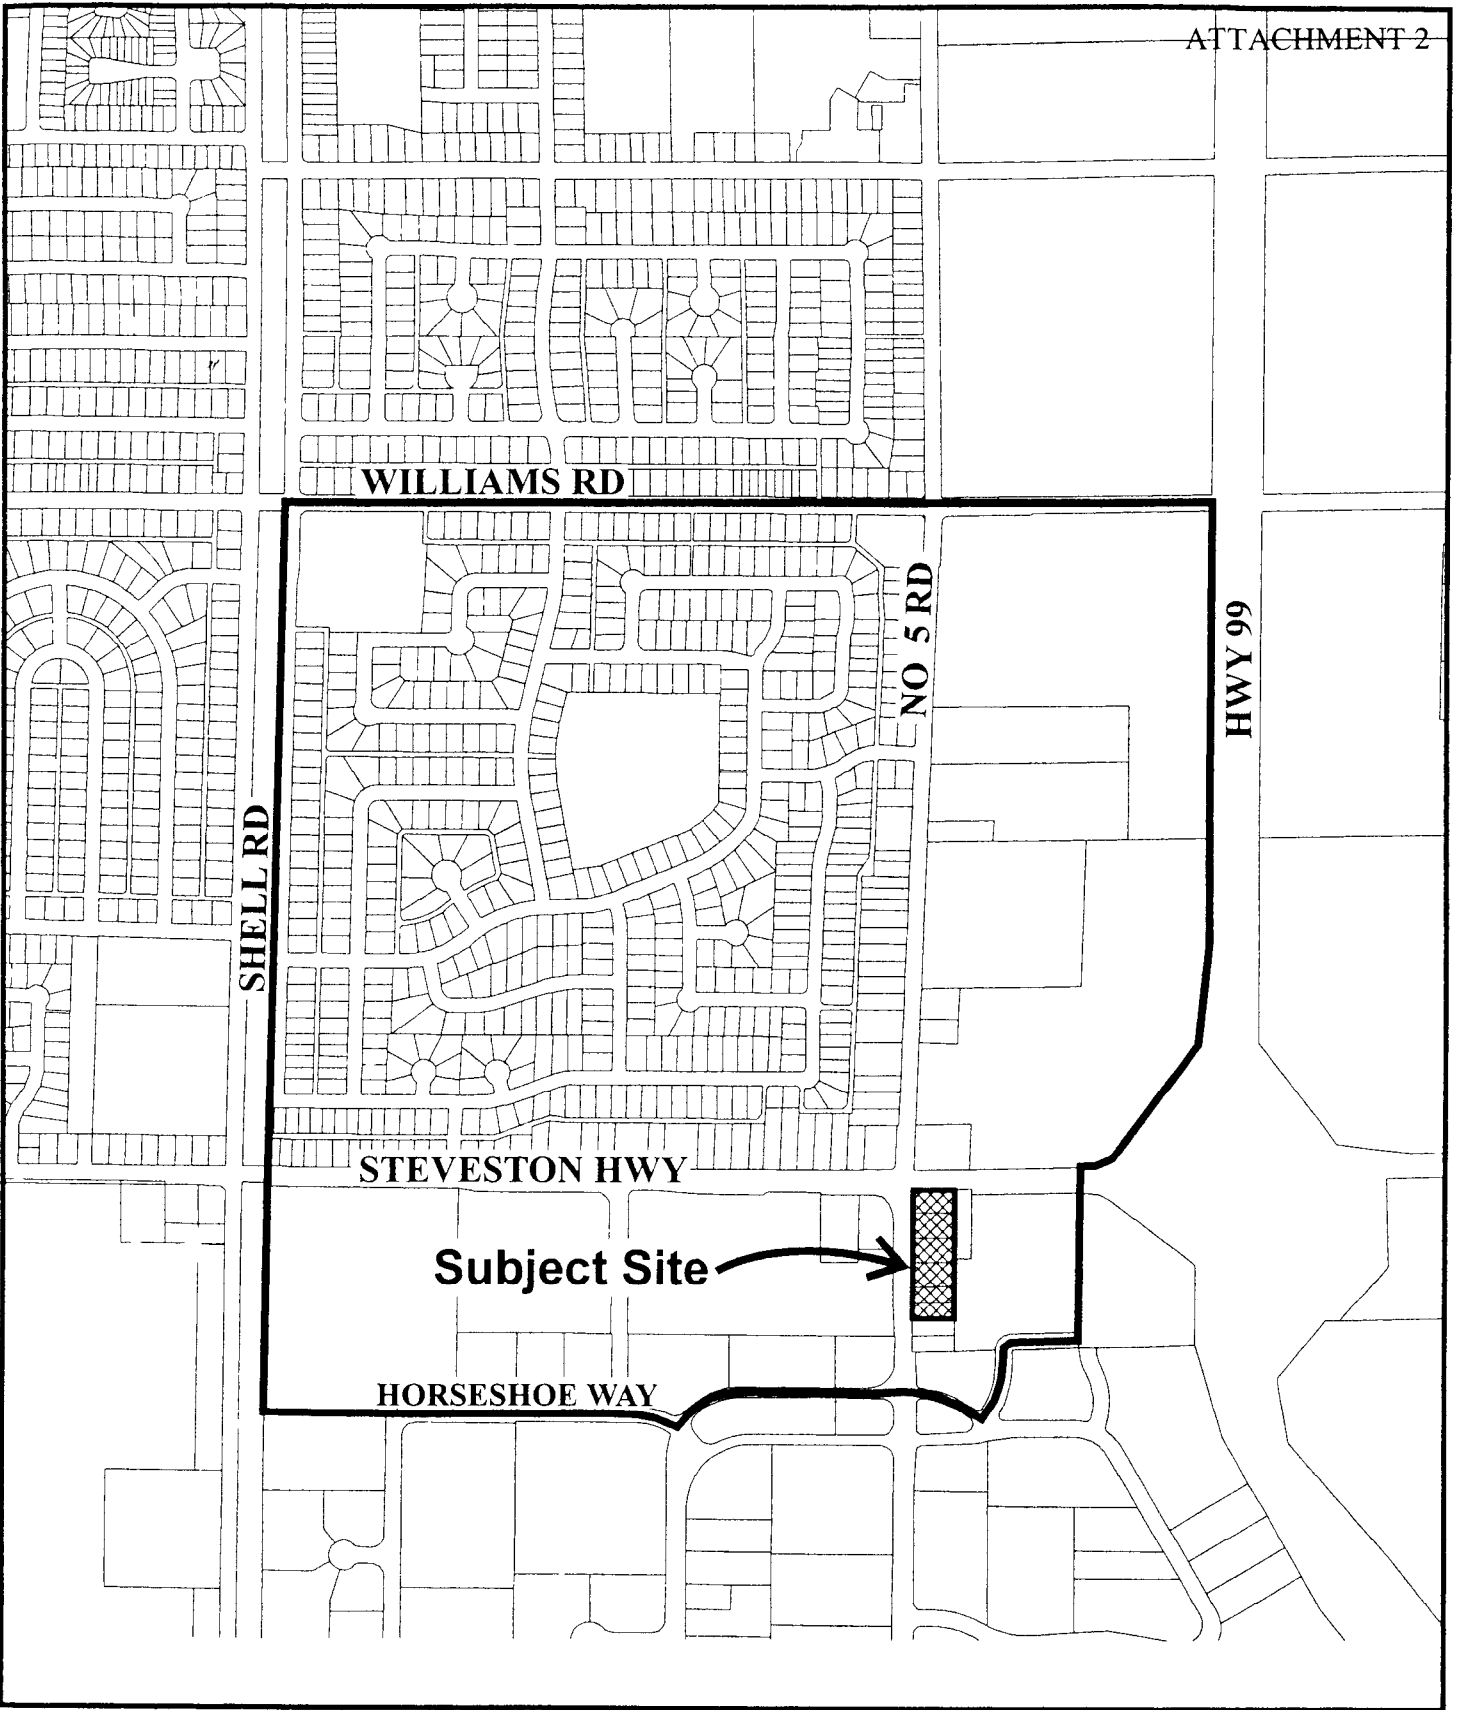 ATTACHMENT 2
WILLIAMS RD
NO 5 RD
HWY 99
SHELL RD
STEVESTON HWY
Subject Site
HORSESHOE WAY